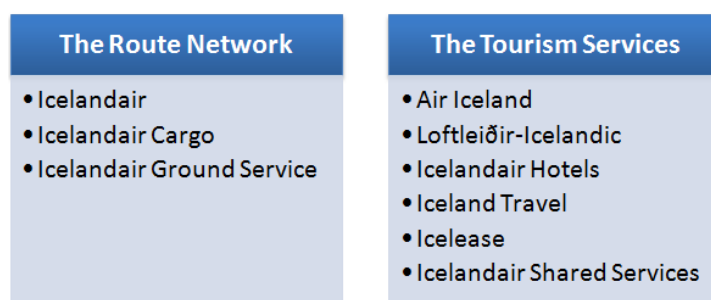 The Route Network
• Icelandair
• Icelandair Cargo
• Icelandair Ground Service
The Tourism Services
• Air Iceland
• Loftleiðir-Icelandic
• Icelandair Hotels
• Iceland Travel
• Icelease
• Icelandair Shared Services